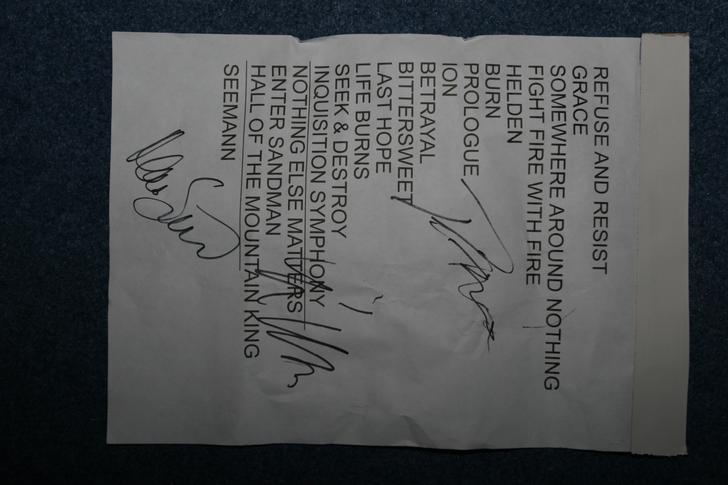 REFUSE AND RESIST
GRACE
SOMEWHERE AROUND NOTHING
FIGHT FIRE WITH FIRE
HELDEN
BURN
PROLOGUE
ION
BETRAYAL
BITTERSWEET
LAST HOPE
LIFE BURNS
SEEK & DESTROY
INQUISITION SYMPHONY
NOTHING ELSE MATTERS
ENTER SANDMAN
HALL OF THE MOUNTAIN KING
SEEMANN